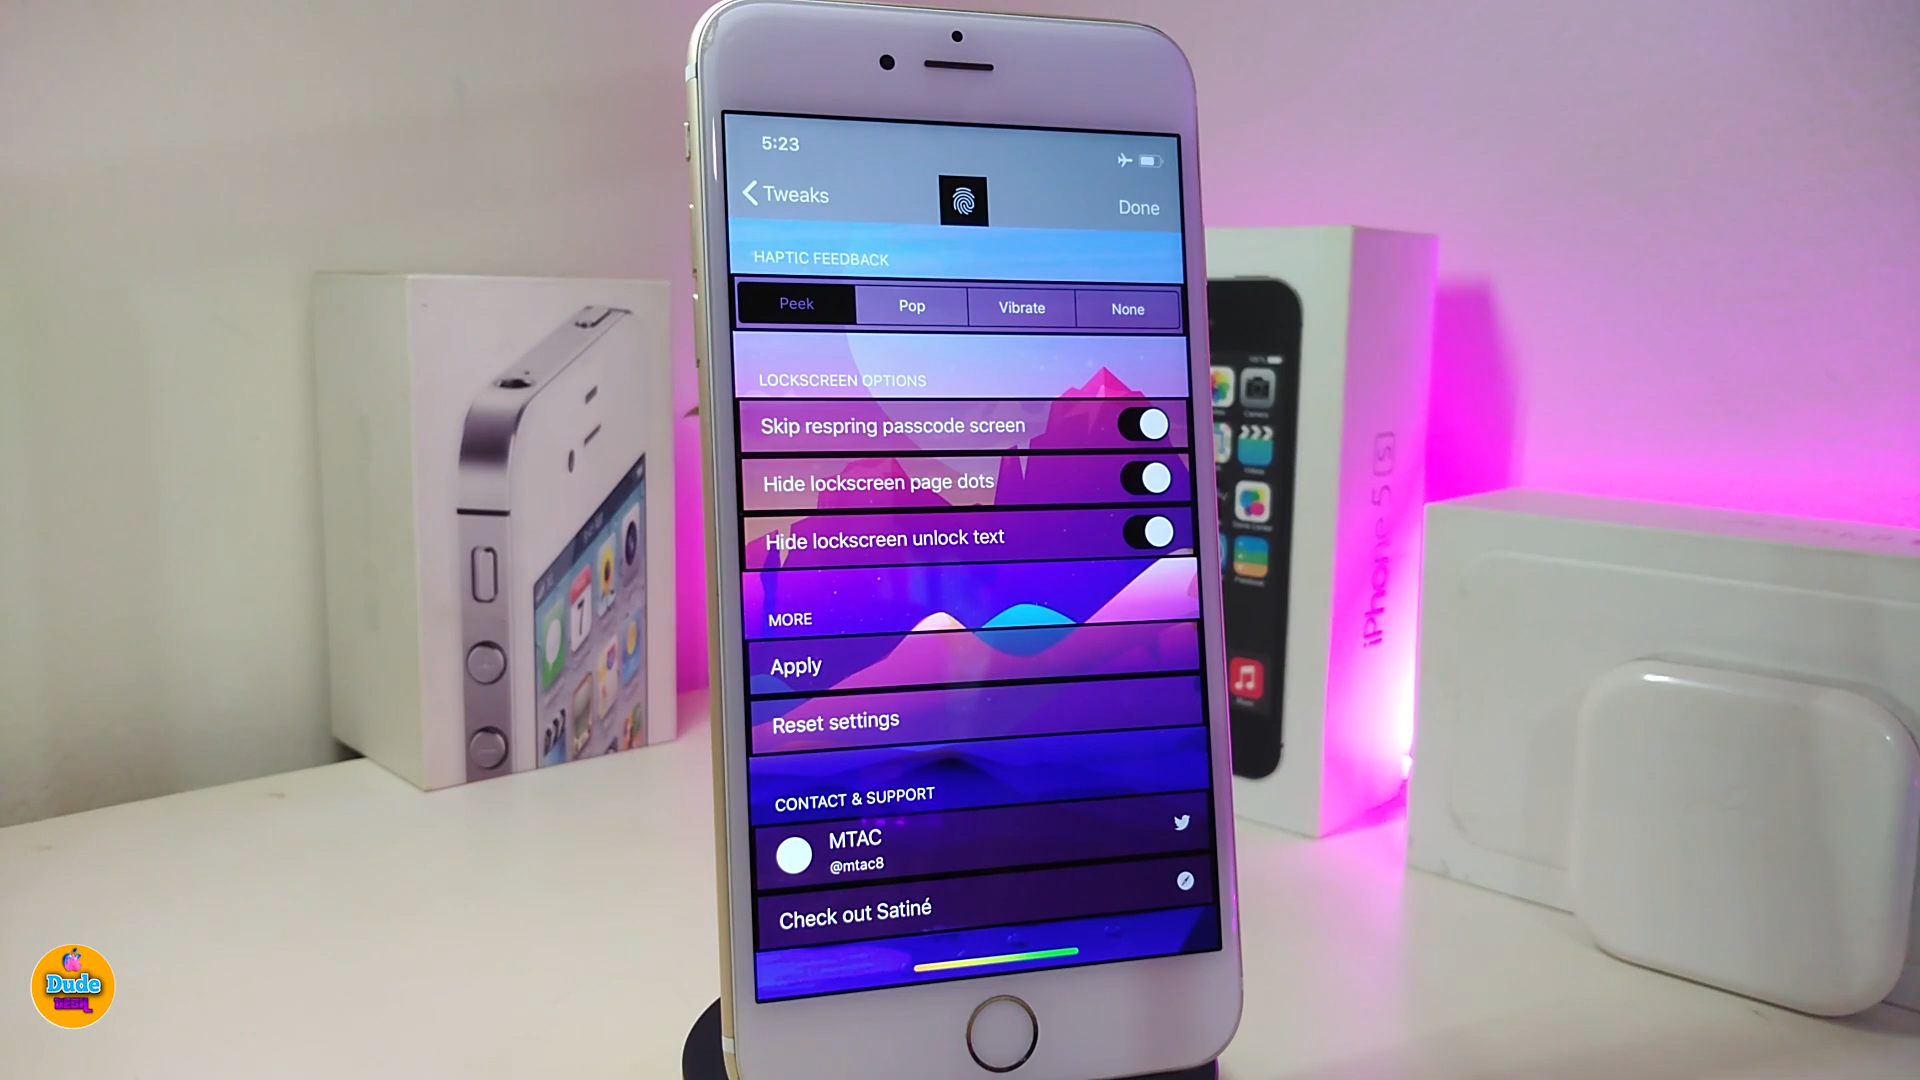 5:23
Tweaks
Done
HAPTIC FEEDBACK
Peek
Pop
Vibrate
None
LOCKSCREEN OPTIONS
Skip respring passcode screen
Hide lockscreen page dots
Hide lockscreen unlock text
MORE
Apply
Reset settings
CONTACT & SUPPORT
MTAC
@mtac8
Check out Satiné
iPhone 5s
7
Dude
TECH